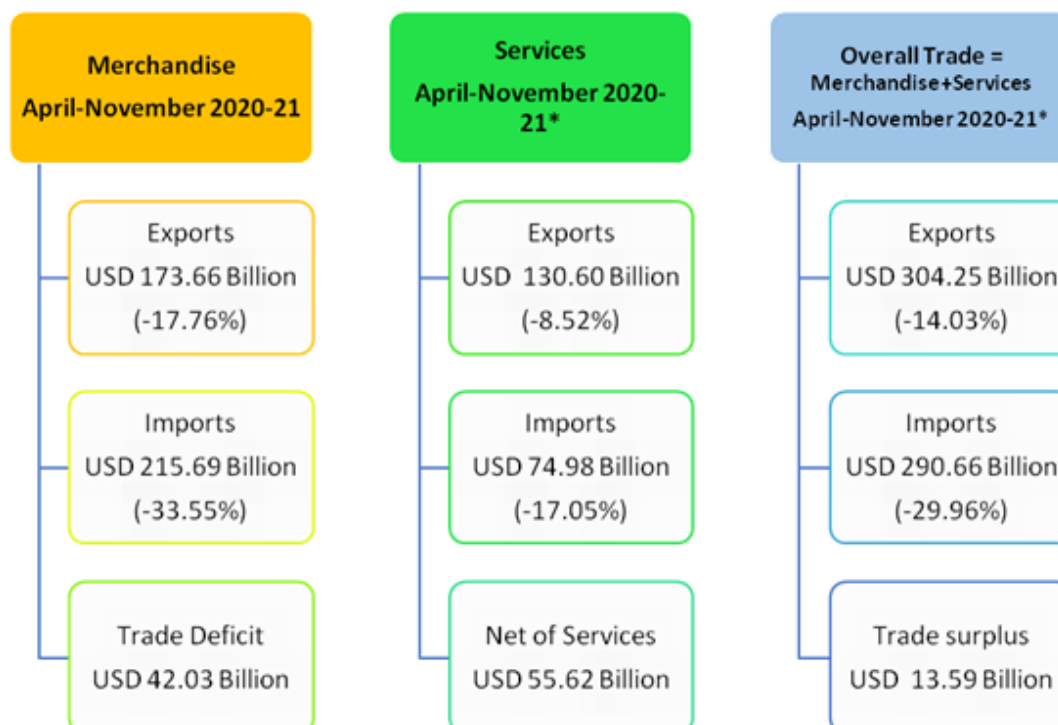 Merchandise
April-November 2020-21
Exports
USD 173.66 Billion
(-17.76%)
Imports
USD 215.69 Billion
(-33.55%)
Trade Deficit
USD 42.03 Billion
Services
April-November 2020-
21*
Exports
USD 130.60 Billion
(-8.52%)
Imports
USD 74.98 Billion
(-17.05%)
Net of Services
USD 55.62 Billion
Overall Trade =
Merchandise+Services
April-November 2020-21*
Exports
USD 304.25 Billion
(-14.03%)
Imports
USD 290.66 Billion
(-29.96%)
Trade surplus
USD 13.59 Billion